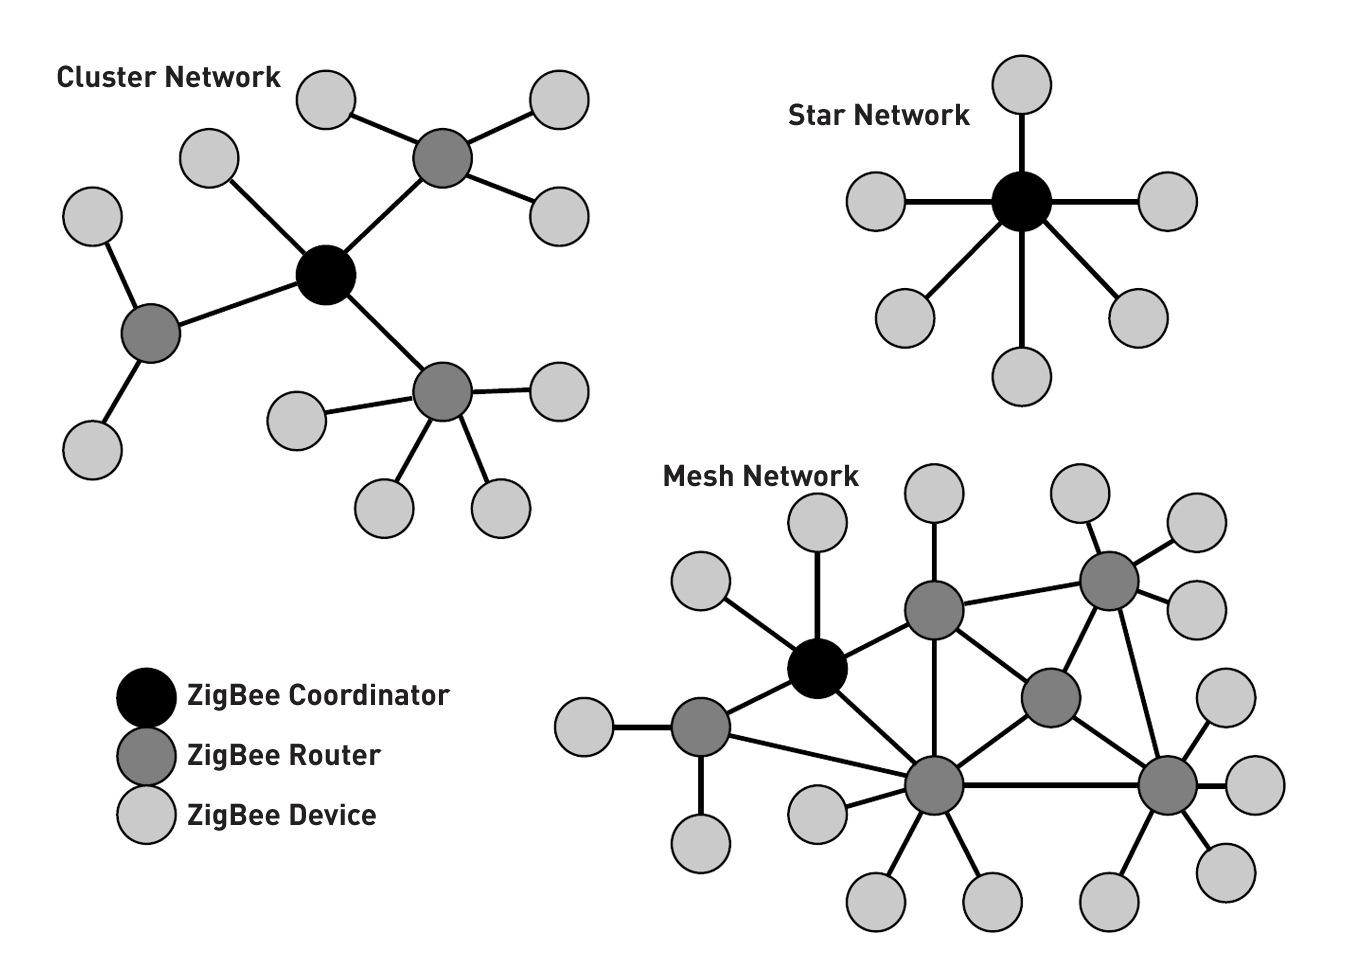 Cluster Network
Star Network
Mesh Network
ZigBee Coordinator
ZigBee Router
ZigBee Device